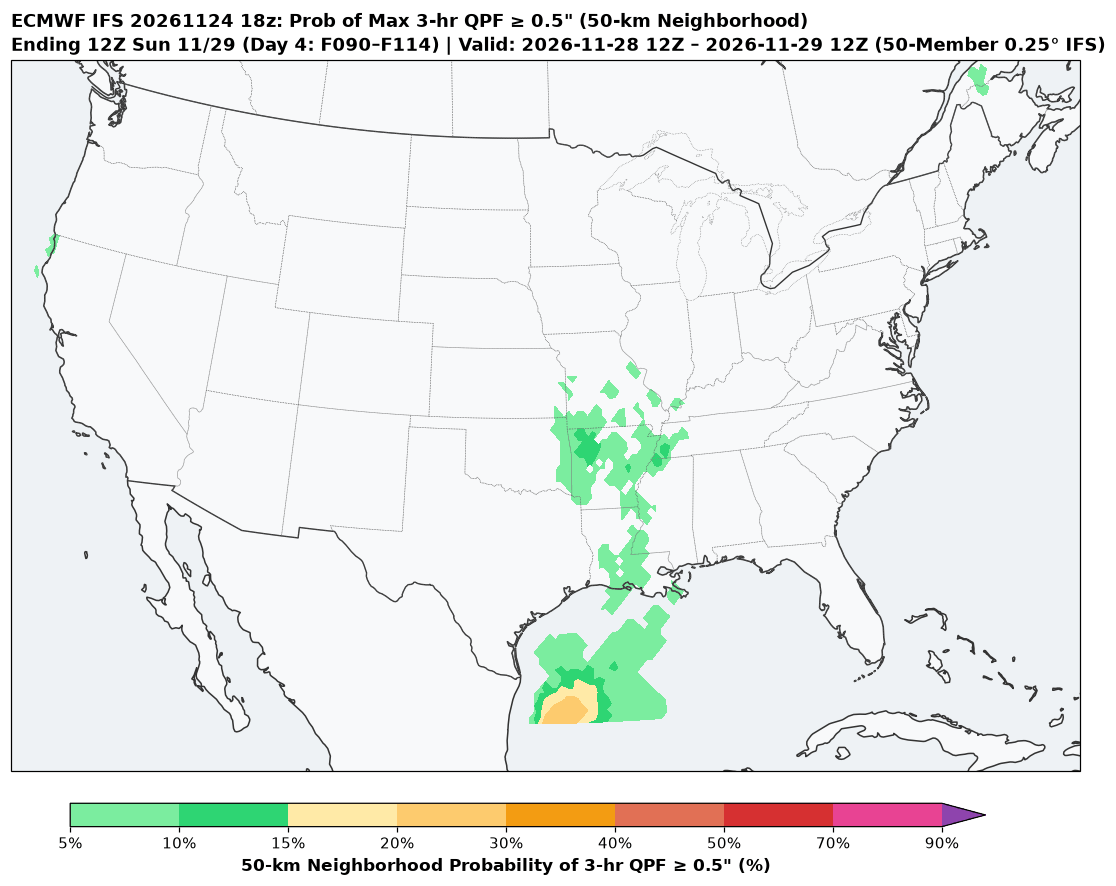 ECMWF IFS 20261124 18z: Prob of Max 3-hr QPF ≥ 0.5" (50-km Neighborhood)
Ending 12Z Sun 11/29 (Day 4: F090–F114) | Valid: 2026-11-28 12Z – 2026-11-29 12Z (50-Member 0.25° IFS)
5% 10% 15% 20% 30% 40% 50% 70% 90%
50-km Neighborhood Probability of 3-hr QPF ≥ 0.5" (%)